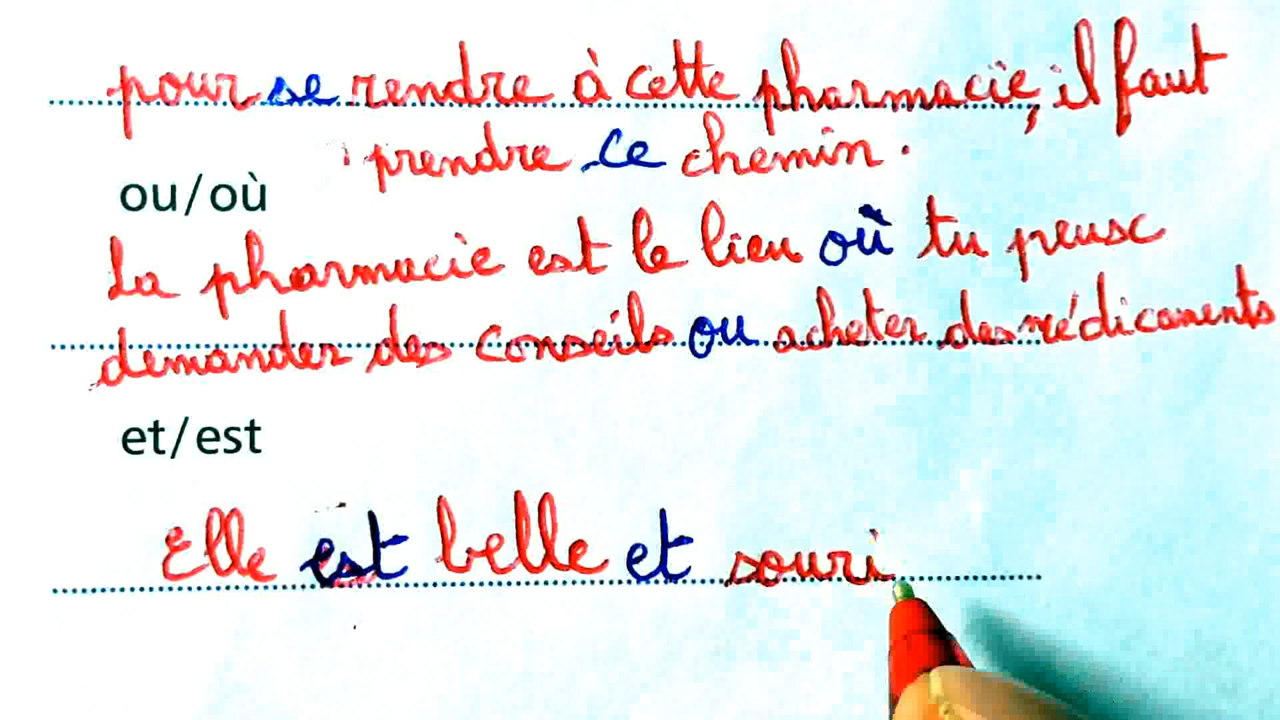 pour se rendre à cette pharmacie, il faut
prendre ce chemin.
ou/où
La pharmacie est le lieu où tu peux
demander des conseils ou acheter des médicaments
et/est
Elle est belle et souri